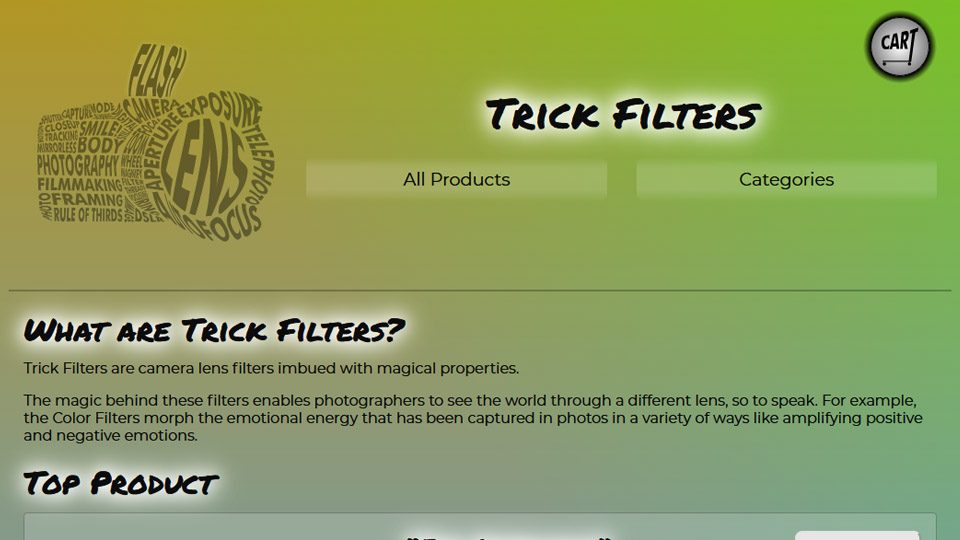 CART
FLASH
Trick Filters
SHUTTER CAPTURE MODE CAMERA EXPOSURE
CLOSEUP SMILE
TRACKING
MIRRORLESS BODY
APERTURE
LENS
TELEPHOTO
PHOTOGRAPHY WHEEL
FILMMAKING FILTER
FRAMING
PHOTO RULE OF THIRDS
AUTOFOCUS
All Products
Categories
What are Trick Filters?
Trick Filters are camera lens filters imbued with magical properties.
The magic behind these filters enables photographers to see the world through a different lens, so to speak. For example,
the Color Filters morph the emotional energy that has been captured in photos in a variety of ways like amplifying positive
and negative emotions.
Top Product